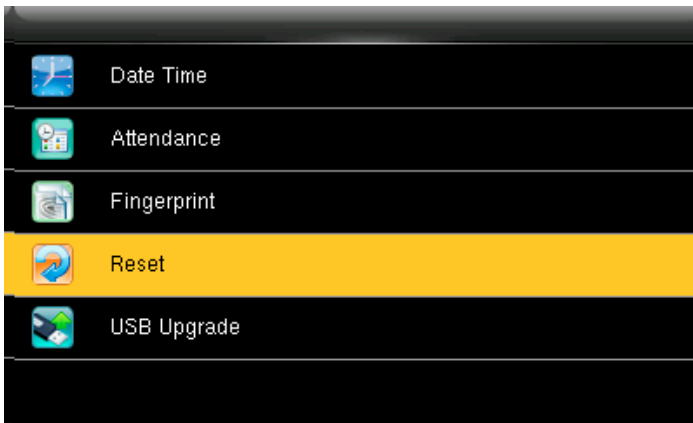 Date Time
Attendance
Fingerprint
Reset
USB Upgrade